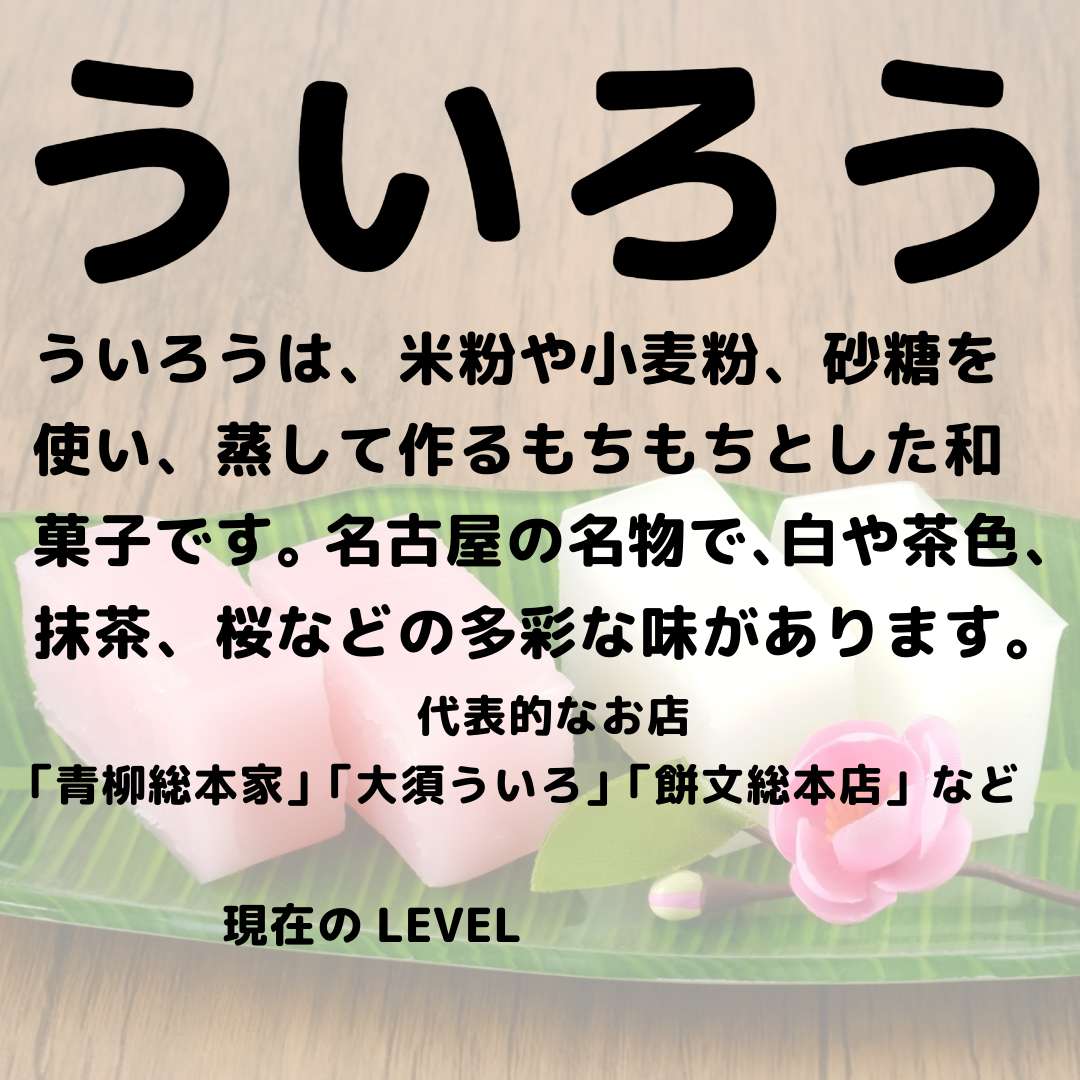 ういろう
ういろうは、米粉や小麦粉、砂糖を
使い、蒸して作るもちもちとした和
菓子です。名古屋の名物で、白や茶色、
抹茶、桜などの多彩な味があります。
代表的なお店
「青柳総本家」「大須ういろ」「餅文総本店」など
現在の LEVEL